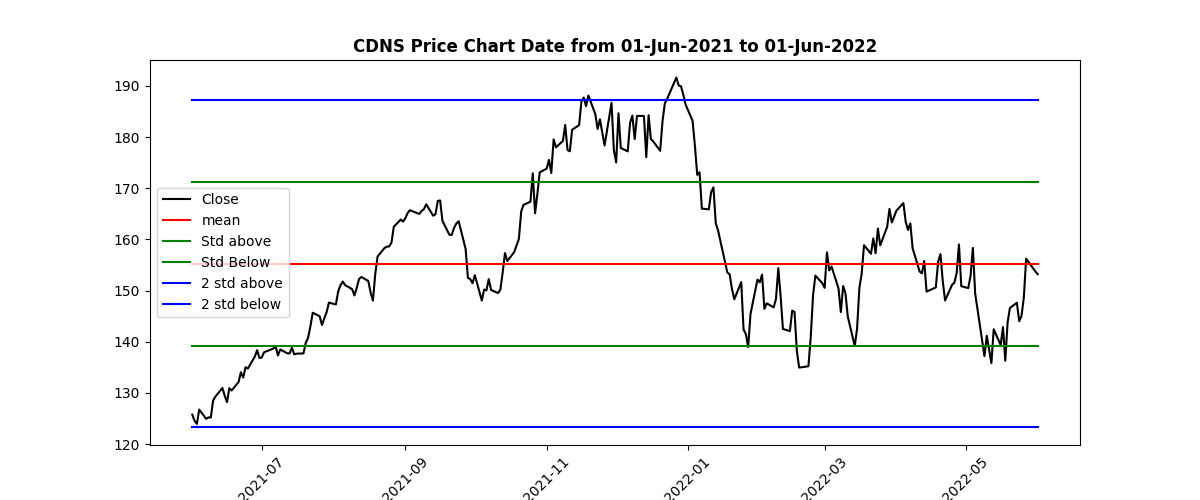 CDNS Price Chart Date from 01-Jun-2021 to 01-Jun-2022
190
180
170
160
150
140
130
120
Close
mean
Std above
Std Below
2 std above
2 std below
2021-07
2021-09
2021-11
2022-01
2022-03
2022-05